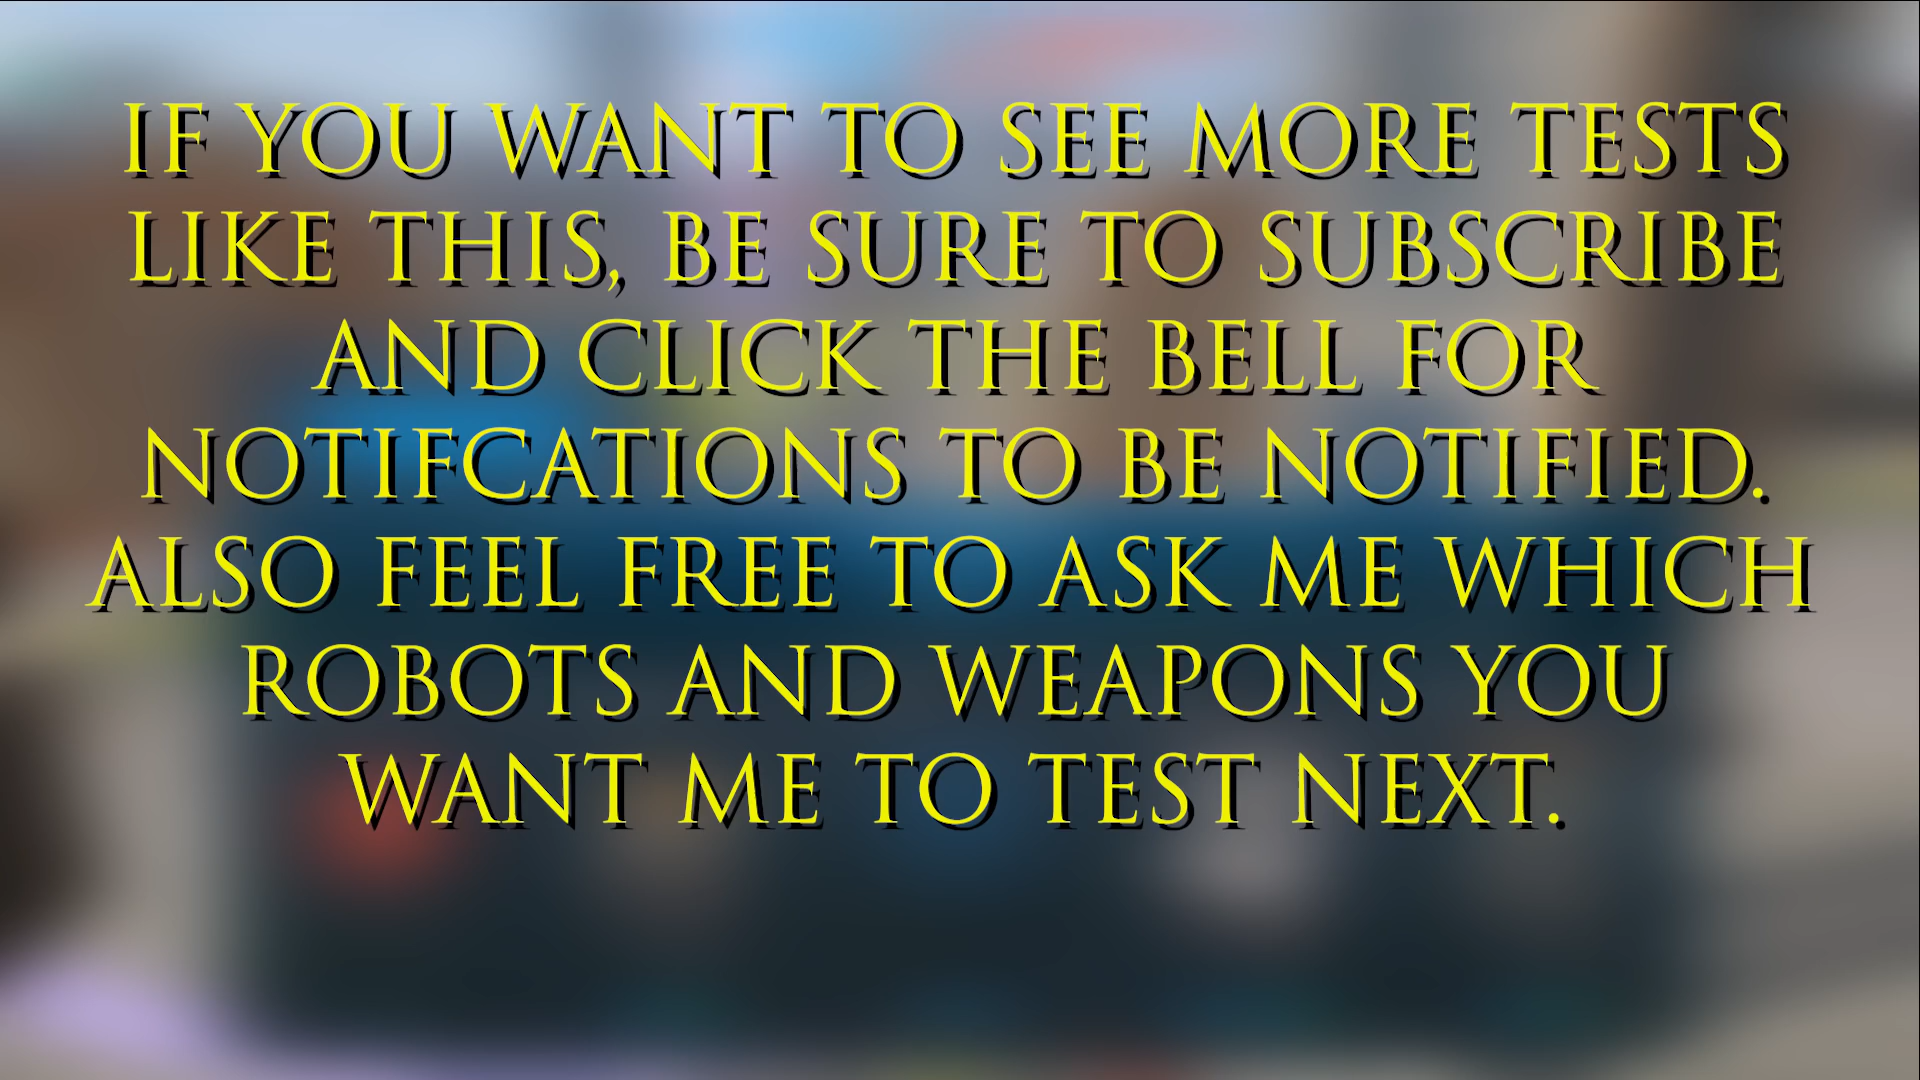 IF YOU WANT TO SEE MORE TESTS
LIKE THIS, BE SURE TO SUBSCRIBE
AND CLICK THE BELL FOR
NOTIFCATIONS TO BE NOTIFIED.
ALSO FEEL FREE TO ASK ME WHICH
ROBOTS AND WEAPONS YOU
WANT ME TO TEST NEXT.